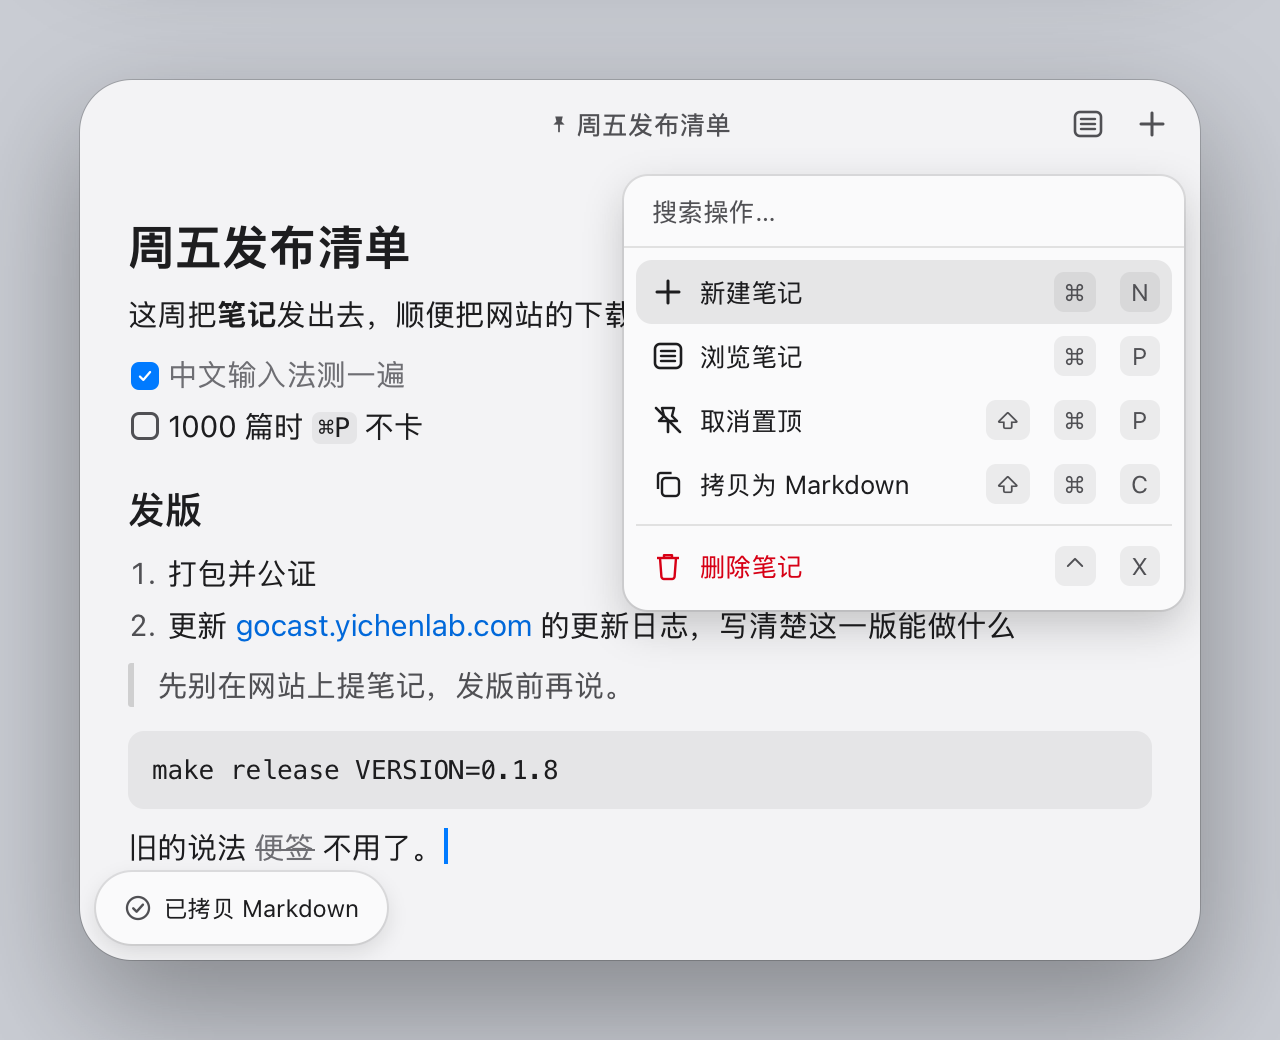 周五发布清单
搜索操作...
新建笔记 ⌘ N
浏览笔记 ⌘ P
取消置顶 ⇧ ⌘ P
拷贝为 Markdown ⇧ ⌘ C
删除笔记 ^ X
周五发布清单
这周把笔记发出去，顺便把网站的下载
中文输入法测一遍
1000 篇时 ⌘P 不卡
发版
1. 打包并公证
2. 更新 gocast.yichenlab.com 的更新日志，写清楚这一版能做什么
先别在网站上提笔记，发版前再说。
make release VERSION=0.1.8
旧的说法 便签 不用了。
已拷贝 Markdown